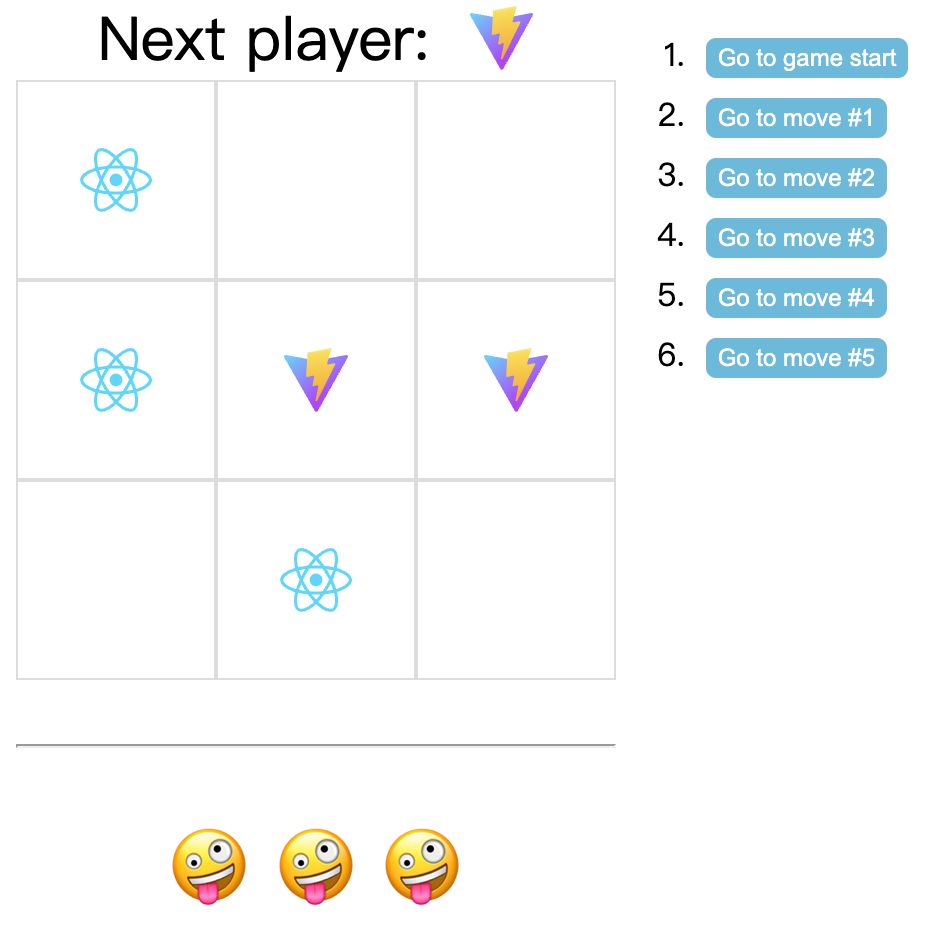 Next player:
1. Go to game start
2. Go to move #1
3. Go to move #2
4. Go to move #3
5. Go to move #4
6. Go to move #5